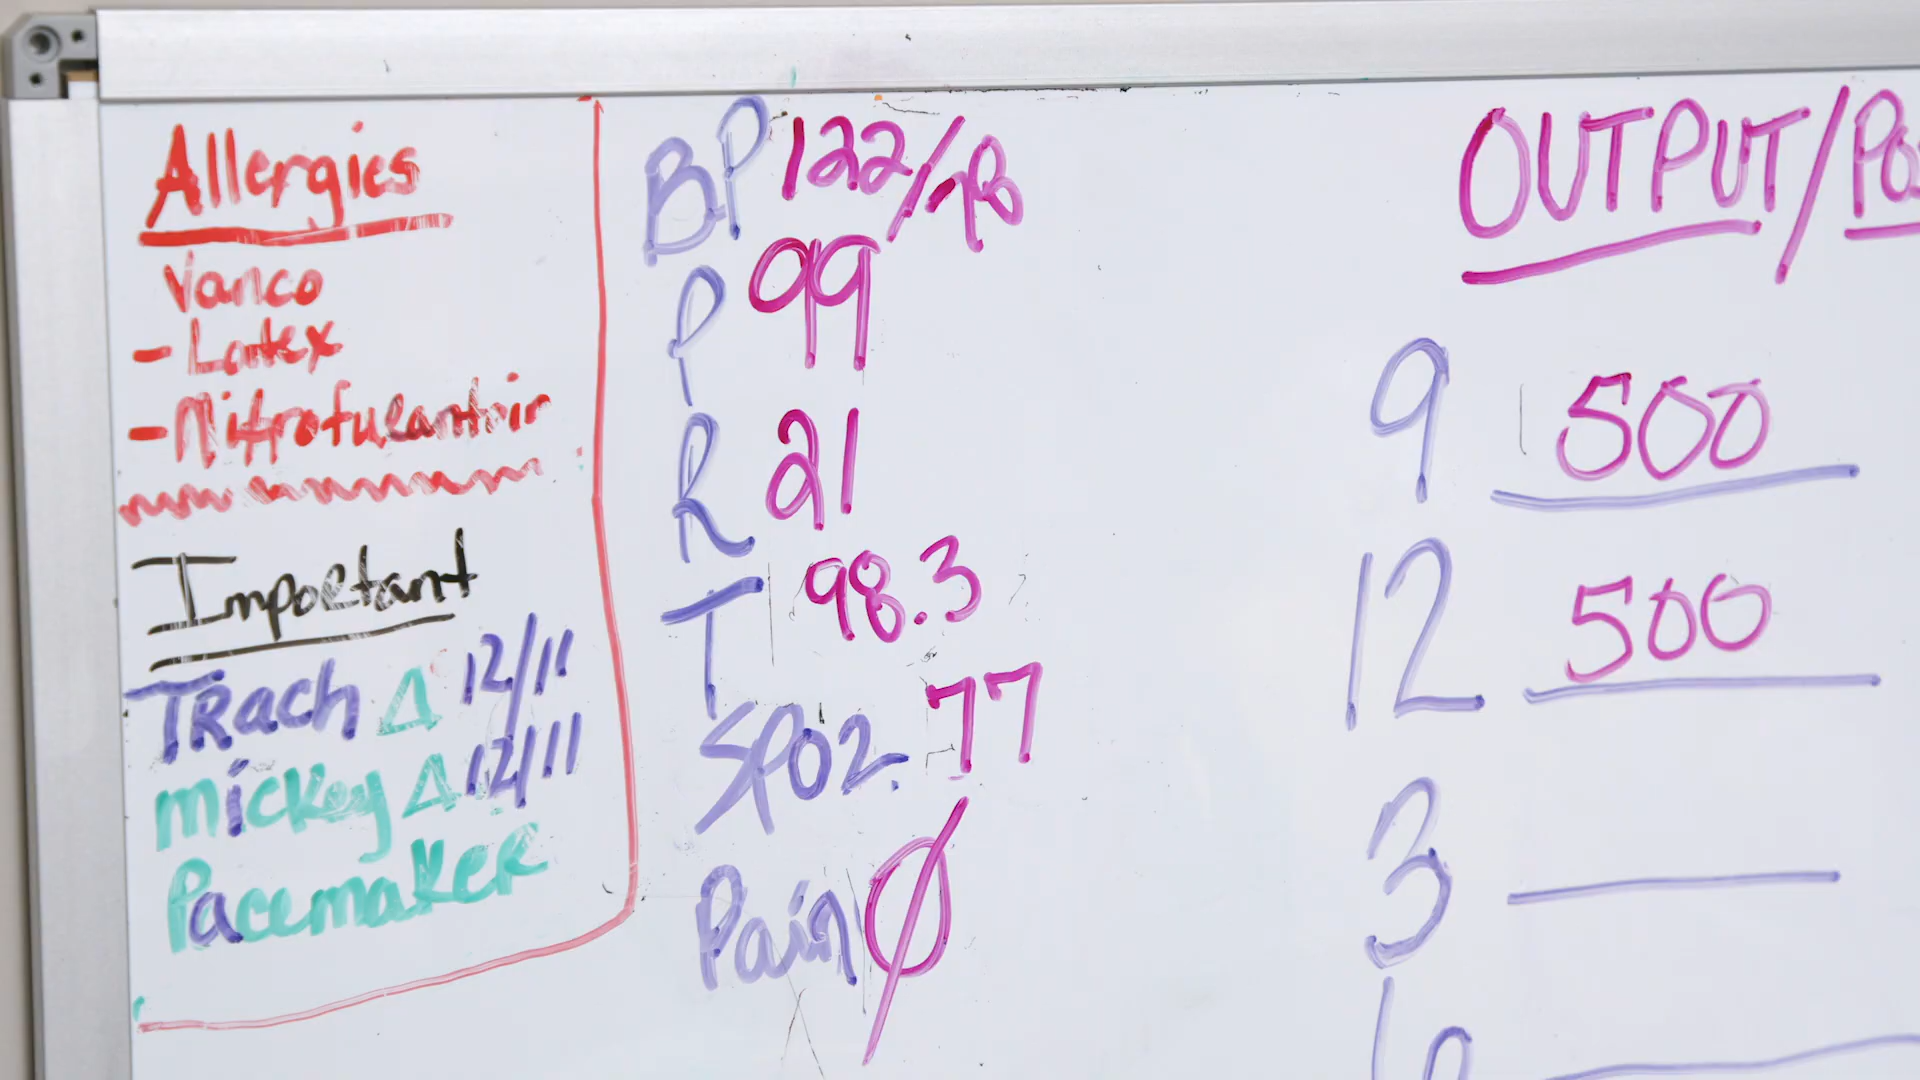 Allergies
Vanco
- Latex
- Nitrofurantoin
Important
TRach Δ 12/11
mickey Δ 12/11
Pacemaker
BP 122/78
P 99
R 21
T 98.3
SPO2. 77
Pain Ø
OUTPUT/
9 500
12 500
3